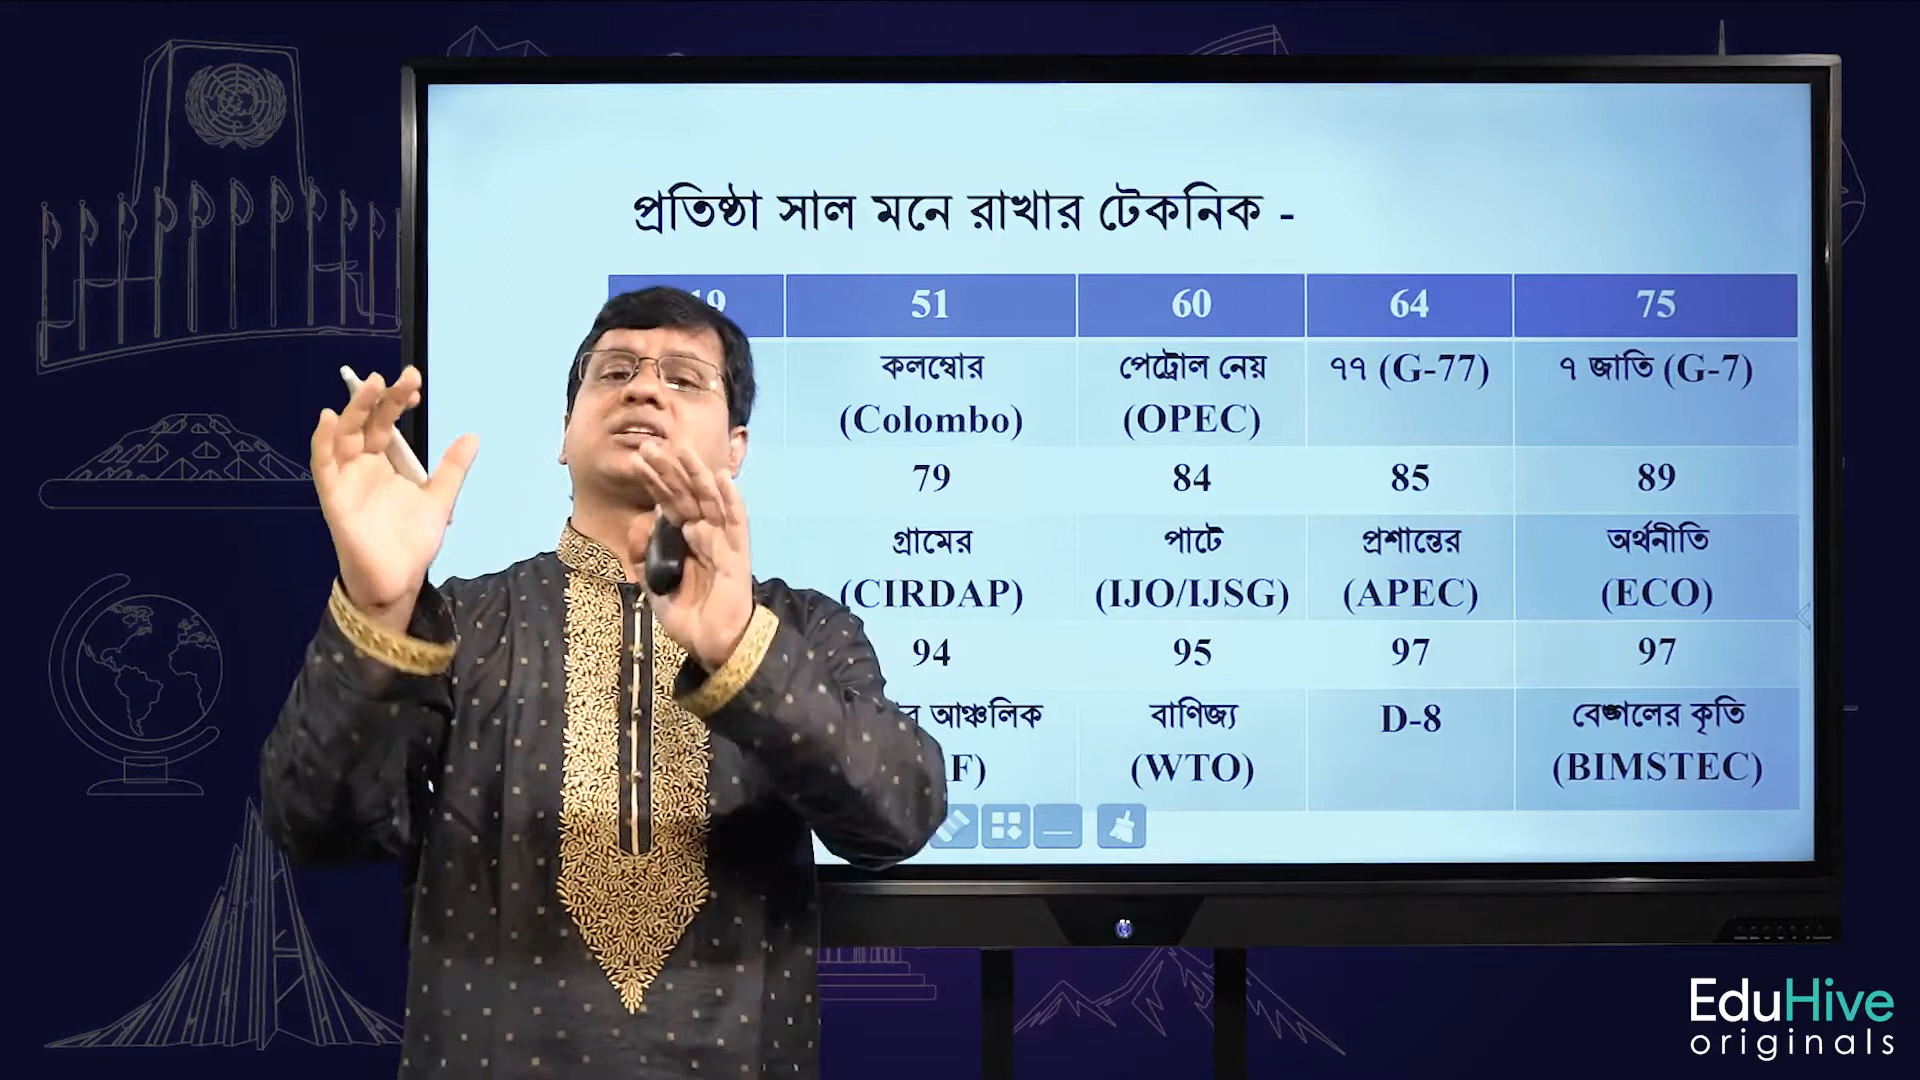 প্রতিষ্ঠা সাল মনে রাখার টেকনিক -
51 60 64 75
কলম্বোর পেট্রোল নেয় ৭৭ (G-77) ৭ জাতি (G-7)
(Colombo) (OPEC)
79 84 85 89
গ্রামের পাটে প্রশান্তের অর্থনীতি
(CIRDAP) (IJO/IJSG) (APEC) (ECO)
94 95 97 97
আঞ্চলিক বাণিজ্য D-8 বেঙ্গলের কৃতি
(WTO) (BIMSTEC)
EduHive
originals